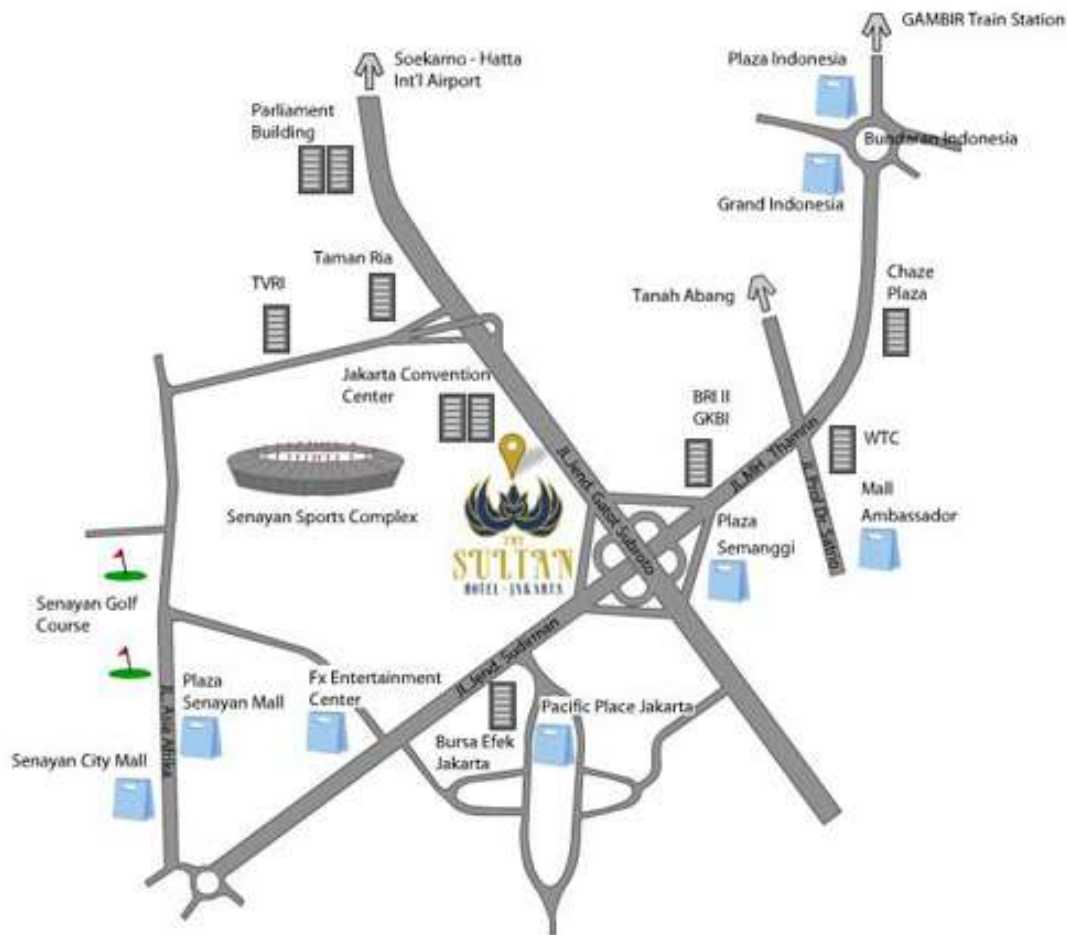 GAMBIR Train Station
Soekarno - Hatta
Int'l Airport
Plaza Indonesia
Parliament
Building
Bundaran Indonesia
Grand Indonesia
Taman Ria
TVRI
Tanah Abang
Chaze
Plaza
Jakarta Convention
Center
BRI II
GKBI
JL.MH. Thamrin
WTC
JL.Jend. Gatot Subroto
Mall
Ambassador
JL.Prof.Dr. Satrio
Senayan Sports Complex
Plaza
Semanggi
THE
SULTAN
HOTEL · JAKARTA
Senayan Golf
Course
JL.Jend. Sudirman
Plaza
Senayan Mall
Fx Entertainment
Center
JL. Asia Afrika
Pacific Place Jakarta
Bursa Efek
Jakarta
Senayan City Mall